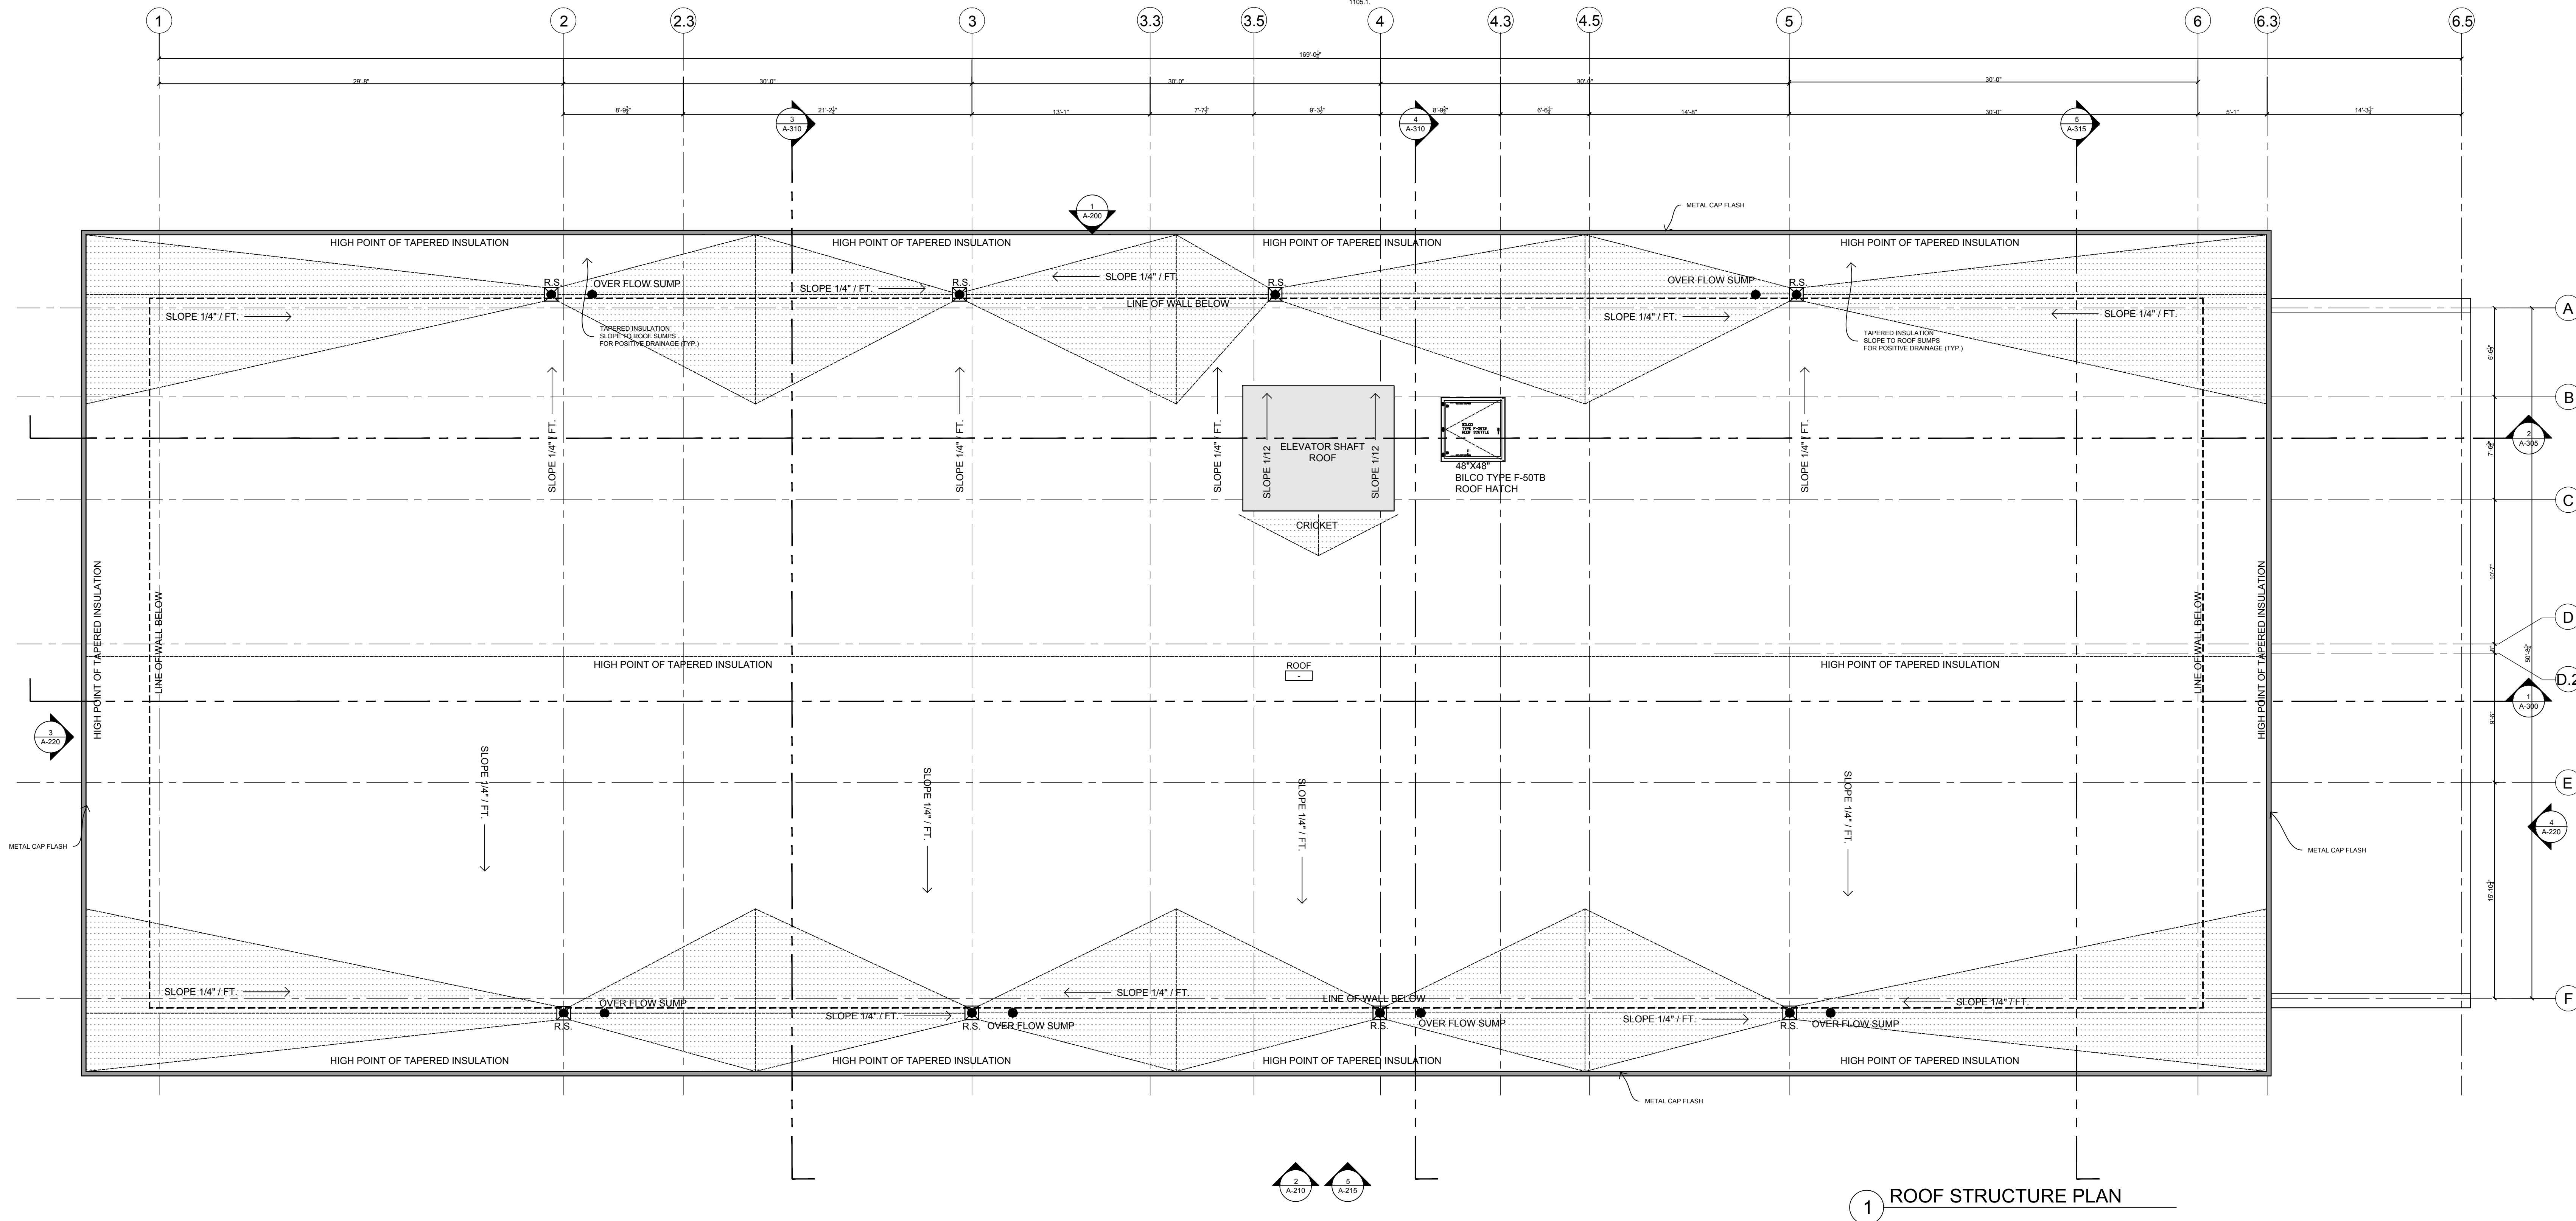 1105.1.
1
2
2.3
3
3.3
3.5
4
4.3
4.5
5
6
6.3
6.5
29'-8"
30'-0"
30'-0"
30'-0"
30'-0"
13'-1"
14'-8"
30'-0"
5'-1"
3
A-310
4
A-310
5
A-315
1
A-200
METAL CAP FLASH
HIGH POINT OF TAPERED INSULATION
HIGH POINT OF TAPERED INSULATION
HIGH POINT OF TAPERED INSULATION
HIGH POINT OF TAPERED INSULATION
R.S.
OVER FLOW SUMP
SLOPE 1/4" / FT.
R.S.
SLOPE 1/4" / FT.
R.S.
OVER FLOW SUMP
R.S.
LINE OF WALL BELOW
SLOPE 1/4" / FT.
SLOPE 1/4" / FT.
SLOPE 1/4" / FT.
TAPERED INSULATION
SLOPE TO ROOF SUMPS
FOR POSITIVE DRAINAGE (TYP.)
TAPERED INSULATION
SLOPE TO ROOF SUMPS
FOR POSITIVE DRAINAGE (TYP.)
A
B
C
D
D.2
E
F
7'-6
10'-7"
9'-6"
SLOPE 1/4" / FT.
SLOPE 1/4" / FT.
SLOPE 1/4" / FT.
SLOPE 1/12
ELEVATOR SHAFT
ROOF
SLOPE 1/12
BILCO
TYPE F-50TB
ROOF SCUTTLE
48"X48"
BILCO TYPE F-50TB
ROOF HATCH
SLOPE 1/4" / FT.
2
A-305
CRICKET
HIGH POINT OF TAPERED INSULATION
LINE OF WALL BELOW
HIGH POINT OF TAPERED INSULATION
ROOF
-
HIGH POINT OF TAPERED INSULATION
LINE OF WALL BELOW
HIGH POINT OF TAPERED INSULATION
1
A-300
3
A-220
SLOPE 1/4" / FT.
SLOPE 1/4" / FT.
SLOPE 1/4" / FT.
SLOPE 1/4" / FT.
4
A-220
METAL CAP FLASH
METAL CAP FLASH
SLOPE 1/4" / FT.
OVER FLOW SUMP
R.S.
SLOPE 1/4" / FT.
R.S.
OVER FLOW SUMP
SLOPE 1/4" / FT.
LINE OF WALL BELOW
R.S.
OVER FLOW SUMP
SLOPE 1/4" / FT.
R.S.
OVER FLOW SUMP
SLOPE 1/4" / FT.
HIGH POINT OF TAPERED INSULATION
HIGH POINT OF TAPERED INSULATION
HIGH POINT OF TAPERED INSULATION
HIGH POINT OF TAPERED INSULATION
METAL CAP FLASH
2
A-210
5
A-215
1
ROOF STRUCTURE PLAN